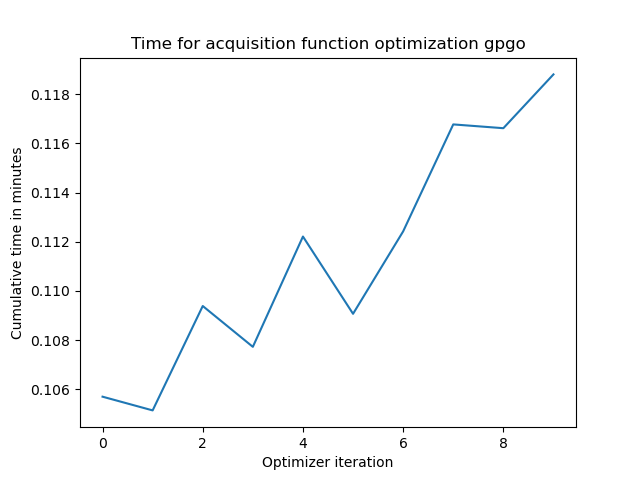 Time for acquisition function optimization gpgo
Cumulative time in minutes
0.118
0.116
0.114
0.112
0.110
0.108
0.106
0 2 4 6 8
Optimizer iteration